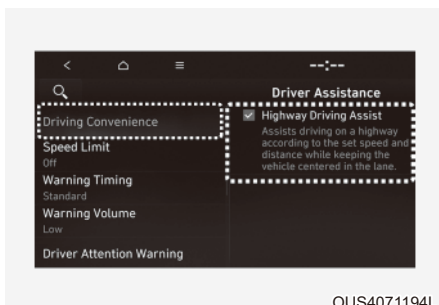 --:--
Driver Assistance
Driving Convenience
Speed Limit
Off
Warning Timing
Standard
Warning Volume
Low
Driver Attention Warning
Highway Driving Assist
Assists driving on a highway
according to the set speed and
distance while keeping the
vehicle centered in the lane.
OUS4071194L